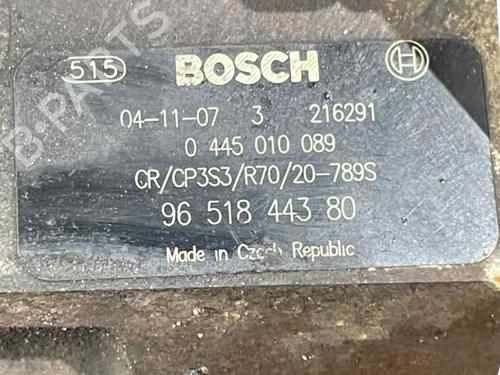 515 BOSCH
04-11-07 3 216291
0 445 010 089
CR/CP3S3/R70/20-789S
96 518 443 80
Made in Czech Republic
B-PARTS